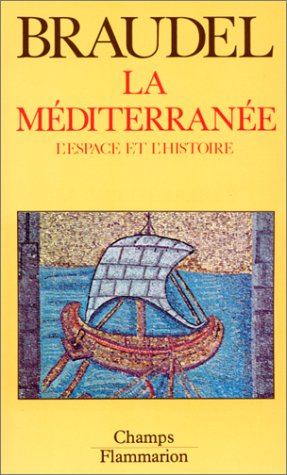 BRAUDEL
LA
MÉDITERRANÉE
L'ESPACE ET L'HISTOIRE
Champs
Flammarion